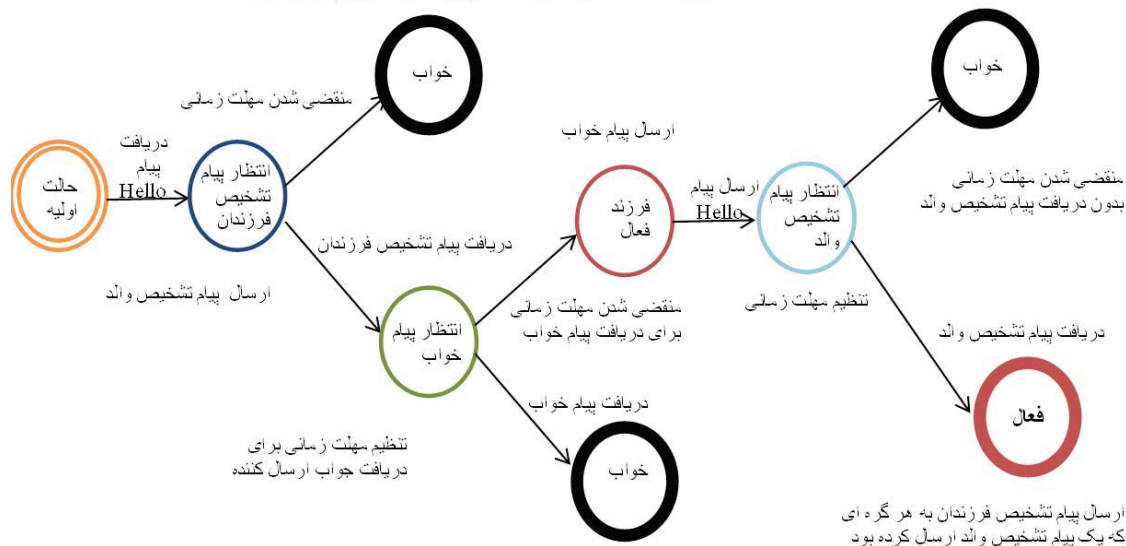 خواب
خواب
منقضی شدن مهلت زمانی
ارسال پیام خواب
دریافت
پیام
Hello
حالت
اولیه
انتظار پیام
تشخیص
فرزندان
فرزند
فعال
ارسال پیام
Hello
انتظار پیام
تشخیص
والد
منقضی شدن مهلت زمانی
بدون دریافت پیام تشخیص والد
دریافت پیام تشخیص فرزندان
ارسال پیام تشخیص والد
منقضی شدن مهلت زمانی
برای دریافت پیام خواب
تنظیم مهلت زمانی
انتظار پیام
خواب
دریافت پیام تشخیص والد
دریافت پیام خواب
فعال
تنظیم مهلت زمانی برای
دریافت جواب ارسال کننده
خواب
ارسال پیام تشخیص فرزندان به هر گره ای
که یک پیام تشخیص والد ارسال کرده بود